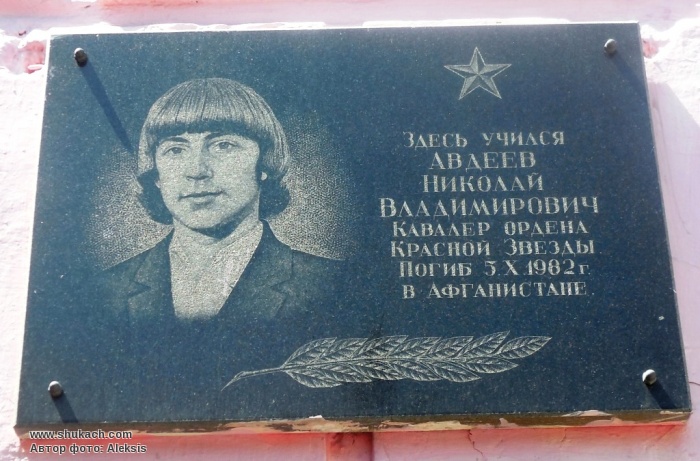 Здесь учился
Авдеев
Николай
Владимирович
Кавалер ордена
Красной Звезды
Погиб 5 X 1982 г.
в Афганистане
www.shukach.com
Автор фото: Aleksis